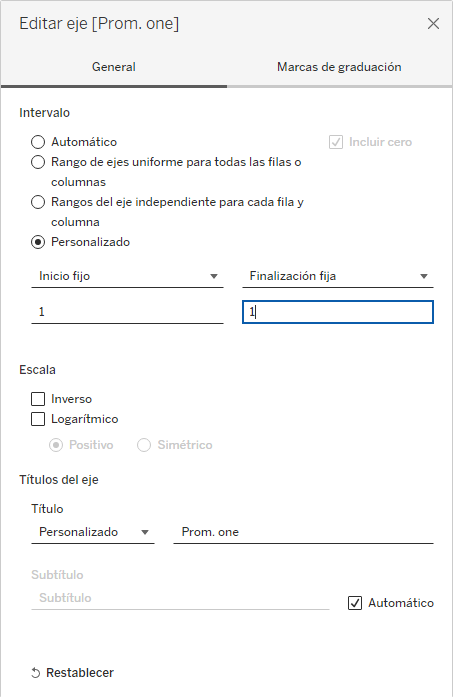 Editar eje [Prom. one]
General
Marcas de graduación
Intervalo
Automático
Incluir cero
Rango de ejes uniforme para todas las filas o
columnas
Rangos del eje independiente para cada fila y
columna
Personalizado
Inicio fijo
Finalización fija
1
1
Escala
Inverso
Logarítmico
Positivo
Simétrico
Títulos del eje
Título
Personalizado
Prom. one
Subtítulo
Subtítulo
Automático
Restablecer